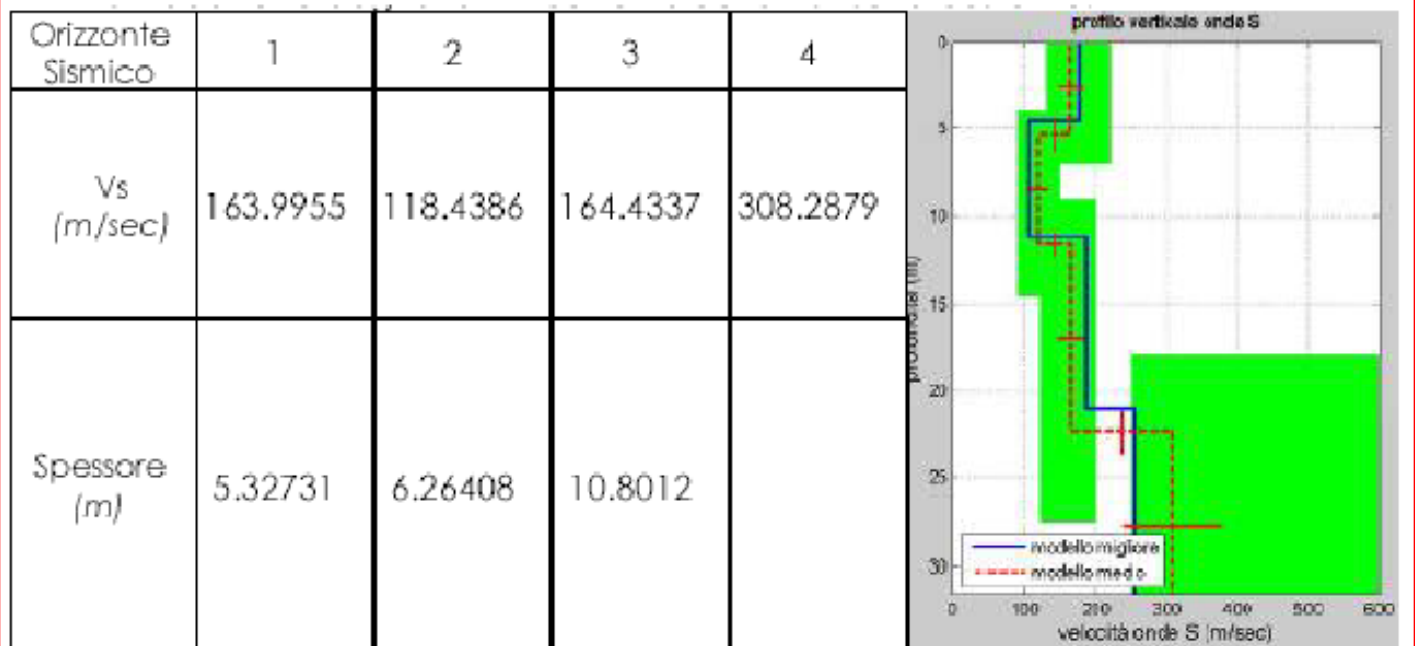 Orizzonte
Sismico
1
2
3
4
Vs
(m/sec)
163.9955
118.4386
164.4337
308.2879
Spessore
(m)
5.32731
6.26408
10.8012
profilo verticale onde S
0
5
10
15
20
25
30
modello migliore
modello medio
0
100
200
300
400
500
600
velocità onde S (m/sec)